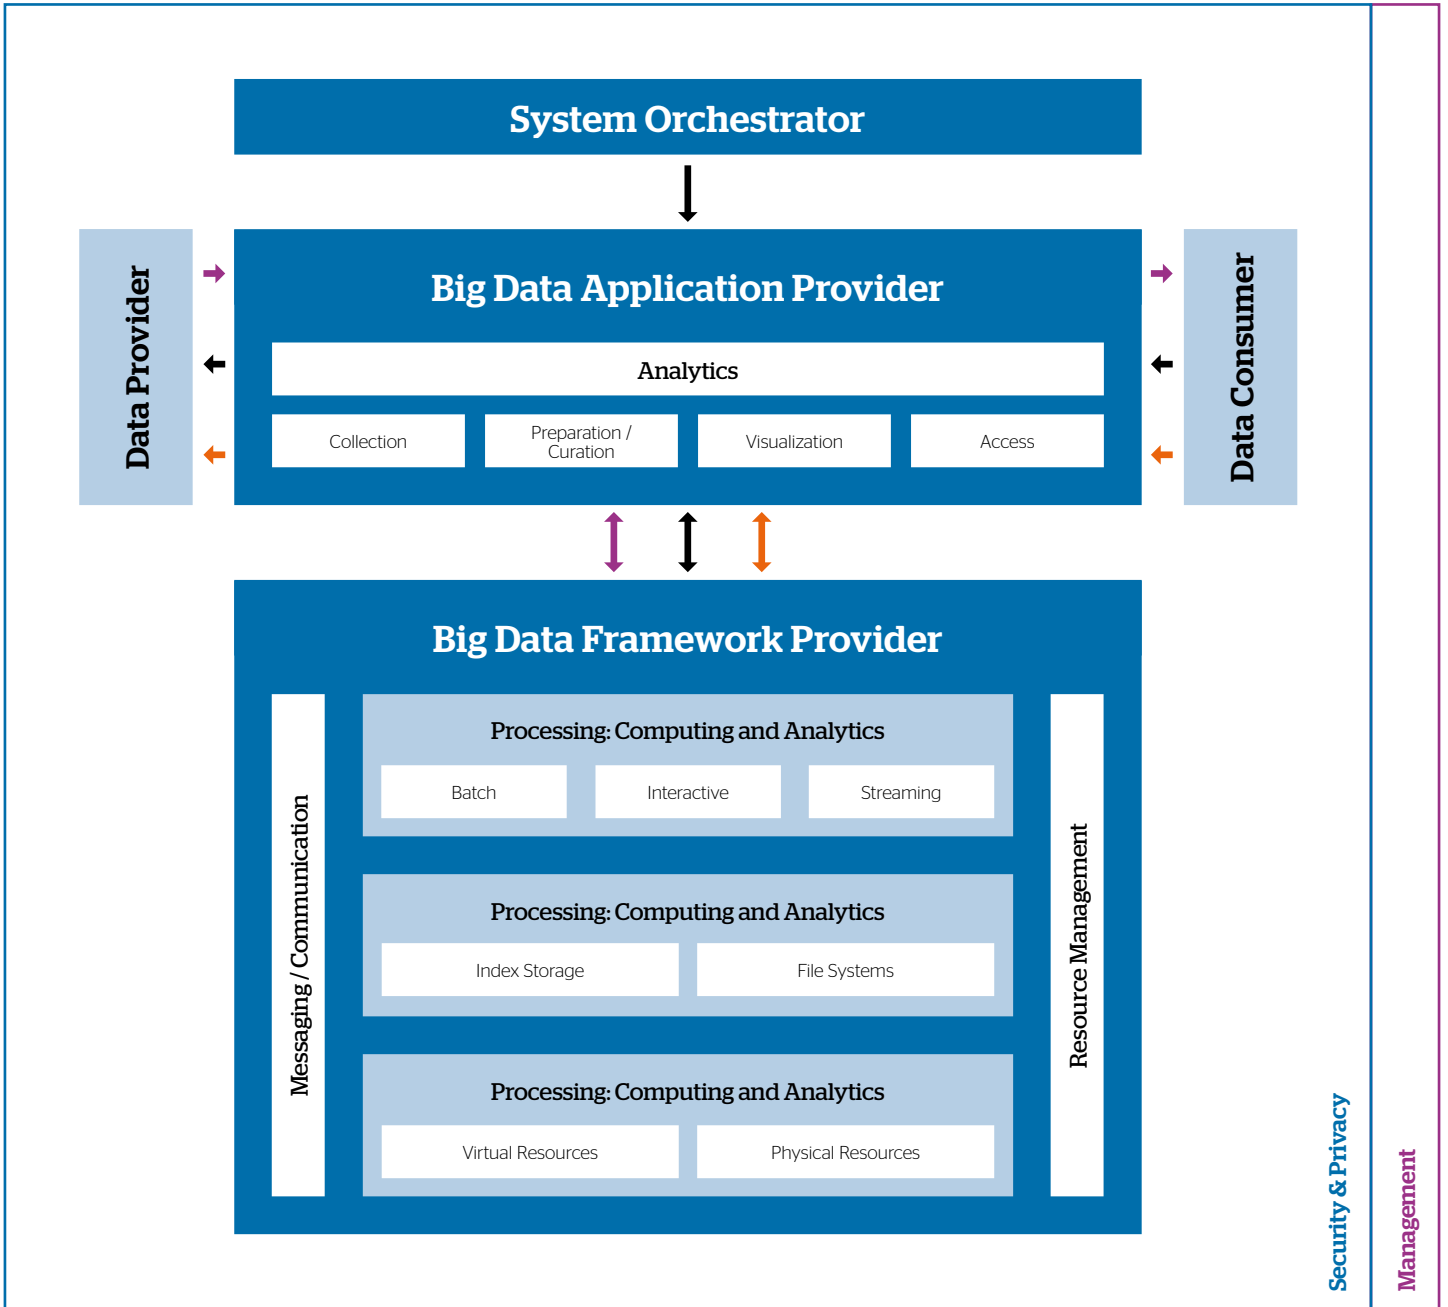 System Orchestrator
Data Provider
Big Data Application Provider
Analytics
Collection
Preparation /
Curation
Visualization
Access
Data Consumer
Big Data Framework Provider
Messaging / Communication
Processing: Computing and Analytics
Batch
Interactive
Streaming
Processing: Computing and Analytics
Index Storage
File Systems
Processing: Computing and Analytics
Virtual Resources
Physical Resources
Resource Management
Security & Privacy
Management